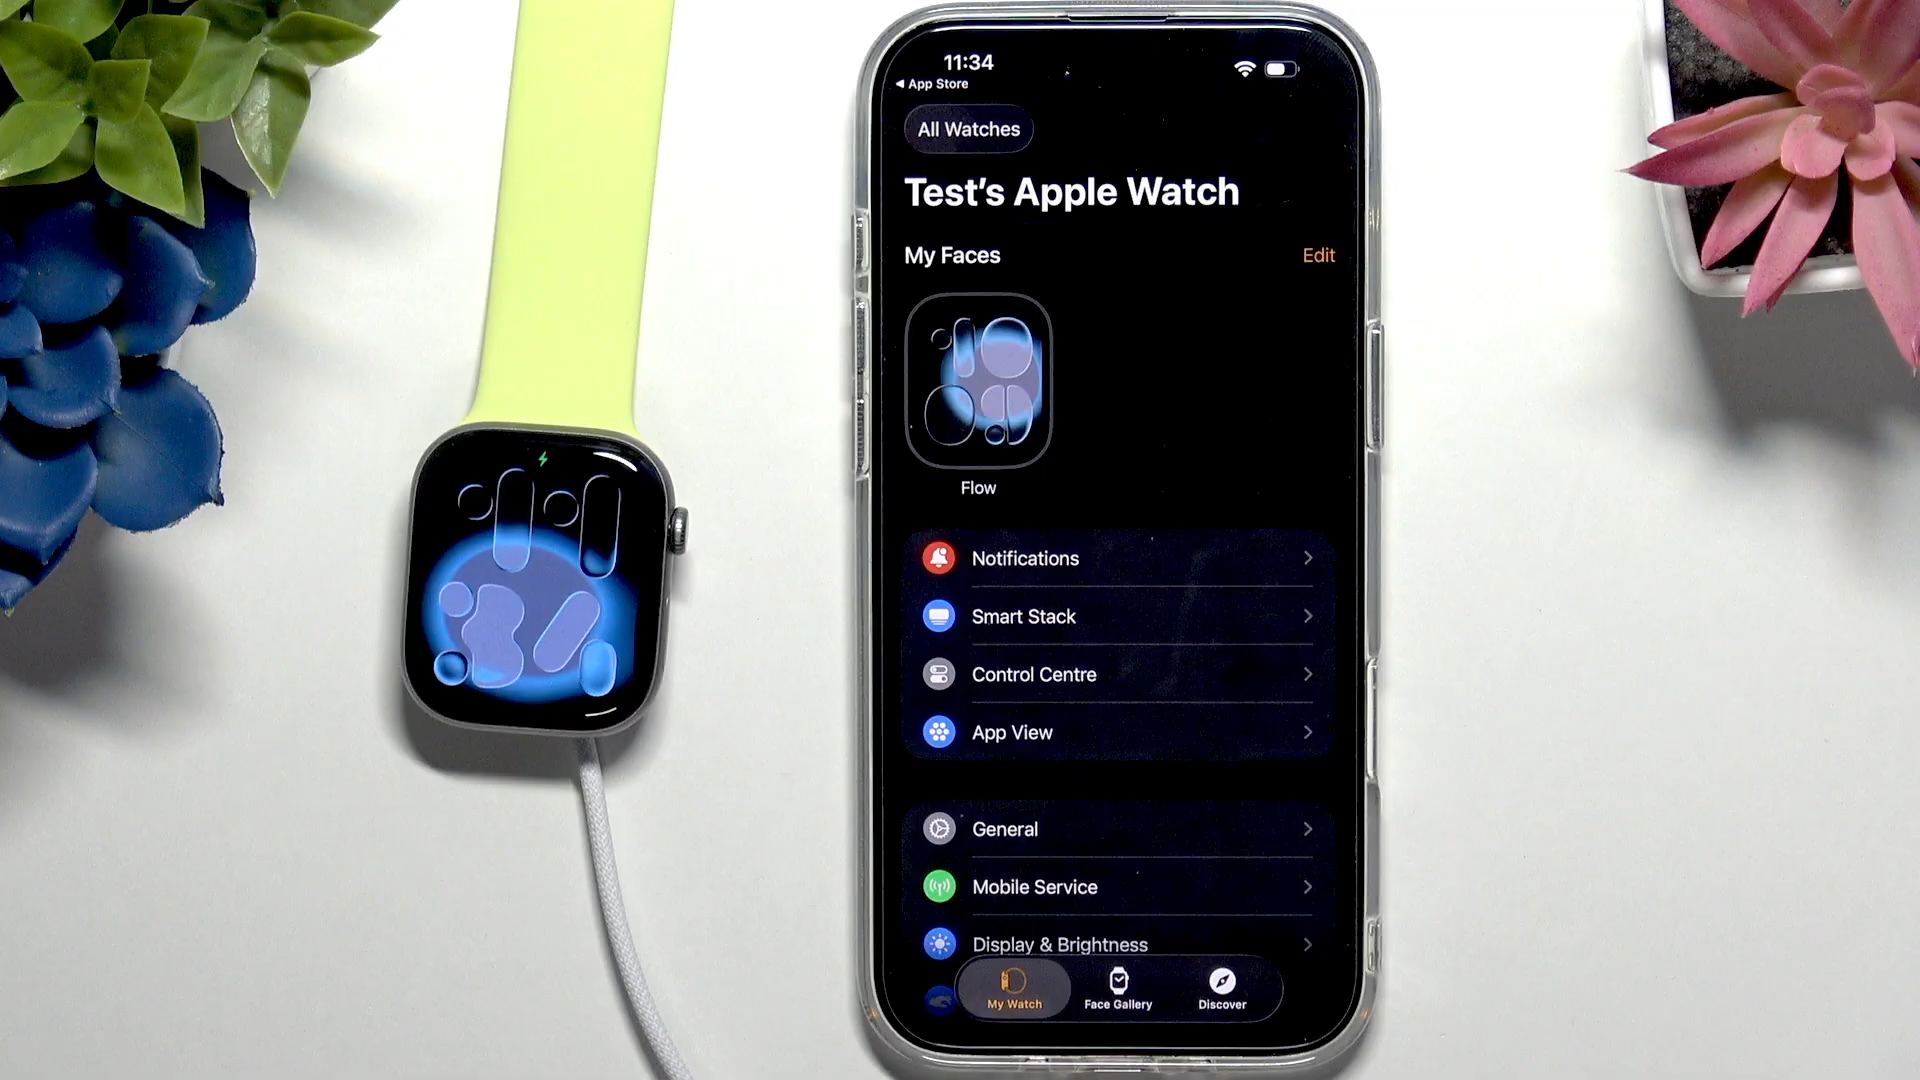 11:34
App Store
All Watches
Test's Apple Watch
My Faces
Edit
Flow
Notifications
Smart Stack
Control Centre
App View
General
Mobile Service
Display & Brightness
My Watch
Face Gallery
Discover